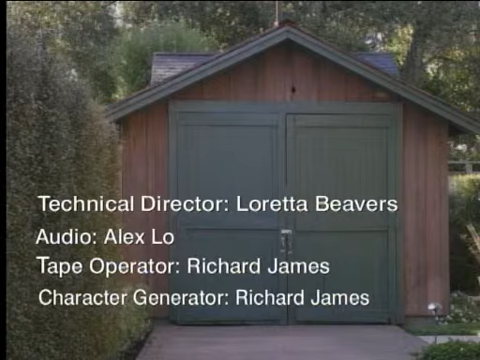 Technical Director: Loretta Beavers
Audio: Alex Lo
Tape Operator: Richard James
Character Generator: Richard James